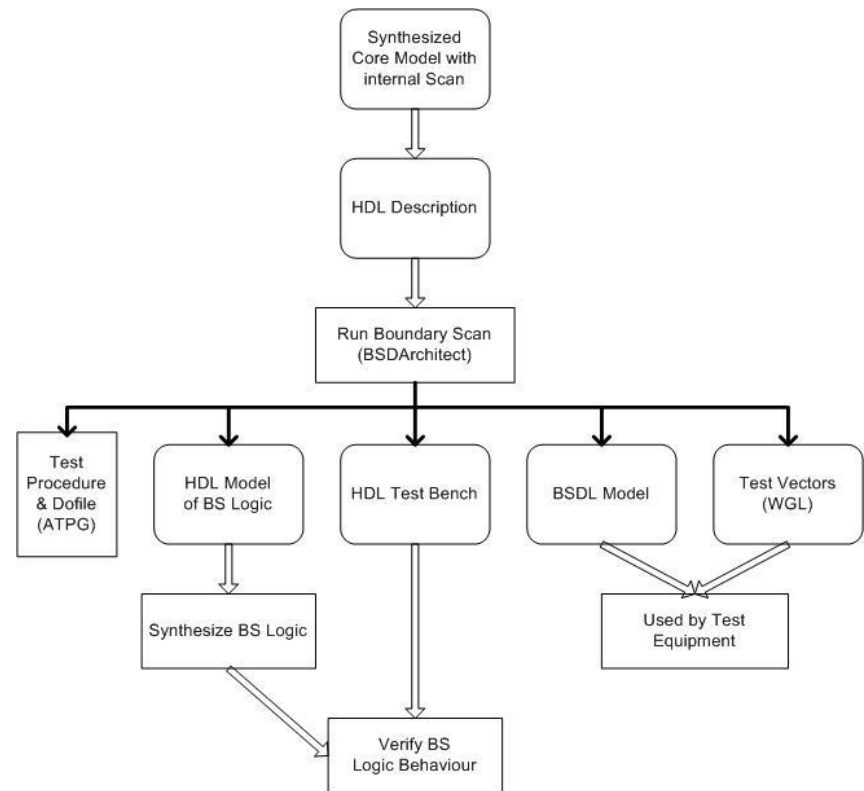 Synthesized
Core Model with
internal Scan
HDL Description
Run Boundary Scan
(BSDArchitect)
Test
Procedure
& Dofile
(ATPG)
HDL Model
of BS Logic
HDL Test Bench
BSDL Model
Test Vectors
(WGL)
Synthesize BS Logic
Used by Test
Equipment
Verify BS
Logic Behaviour